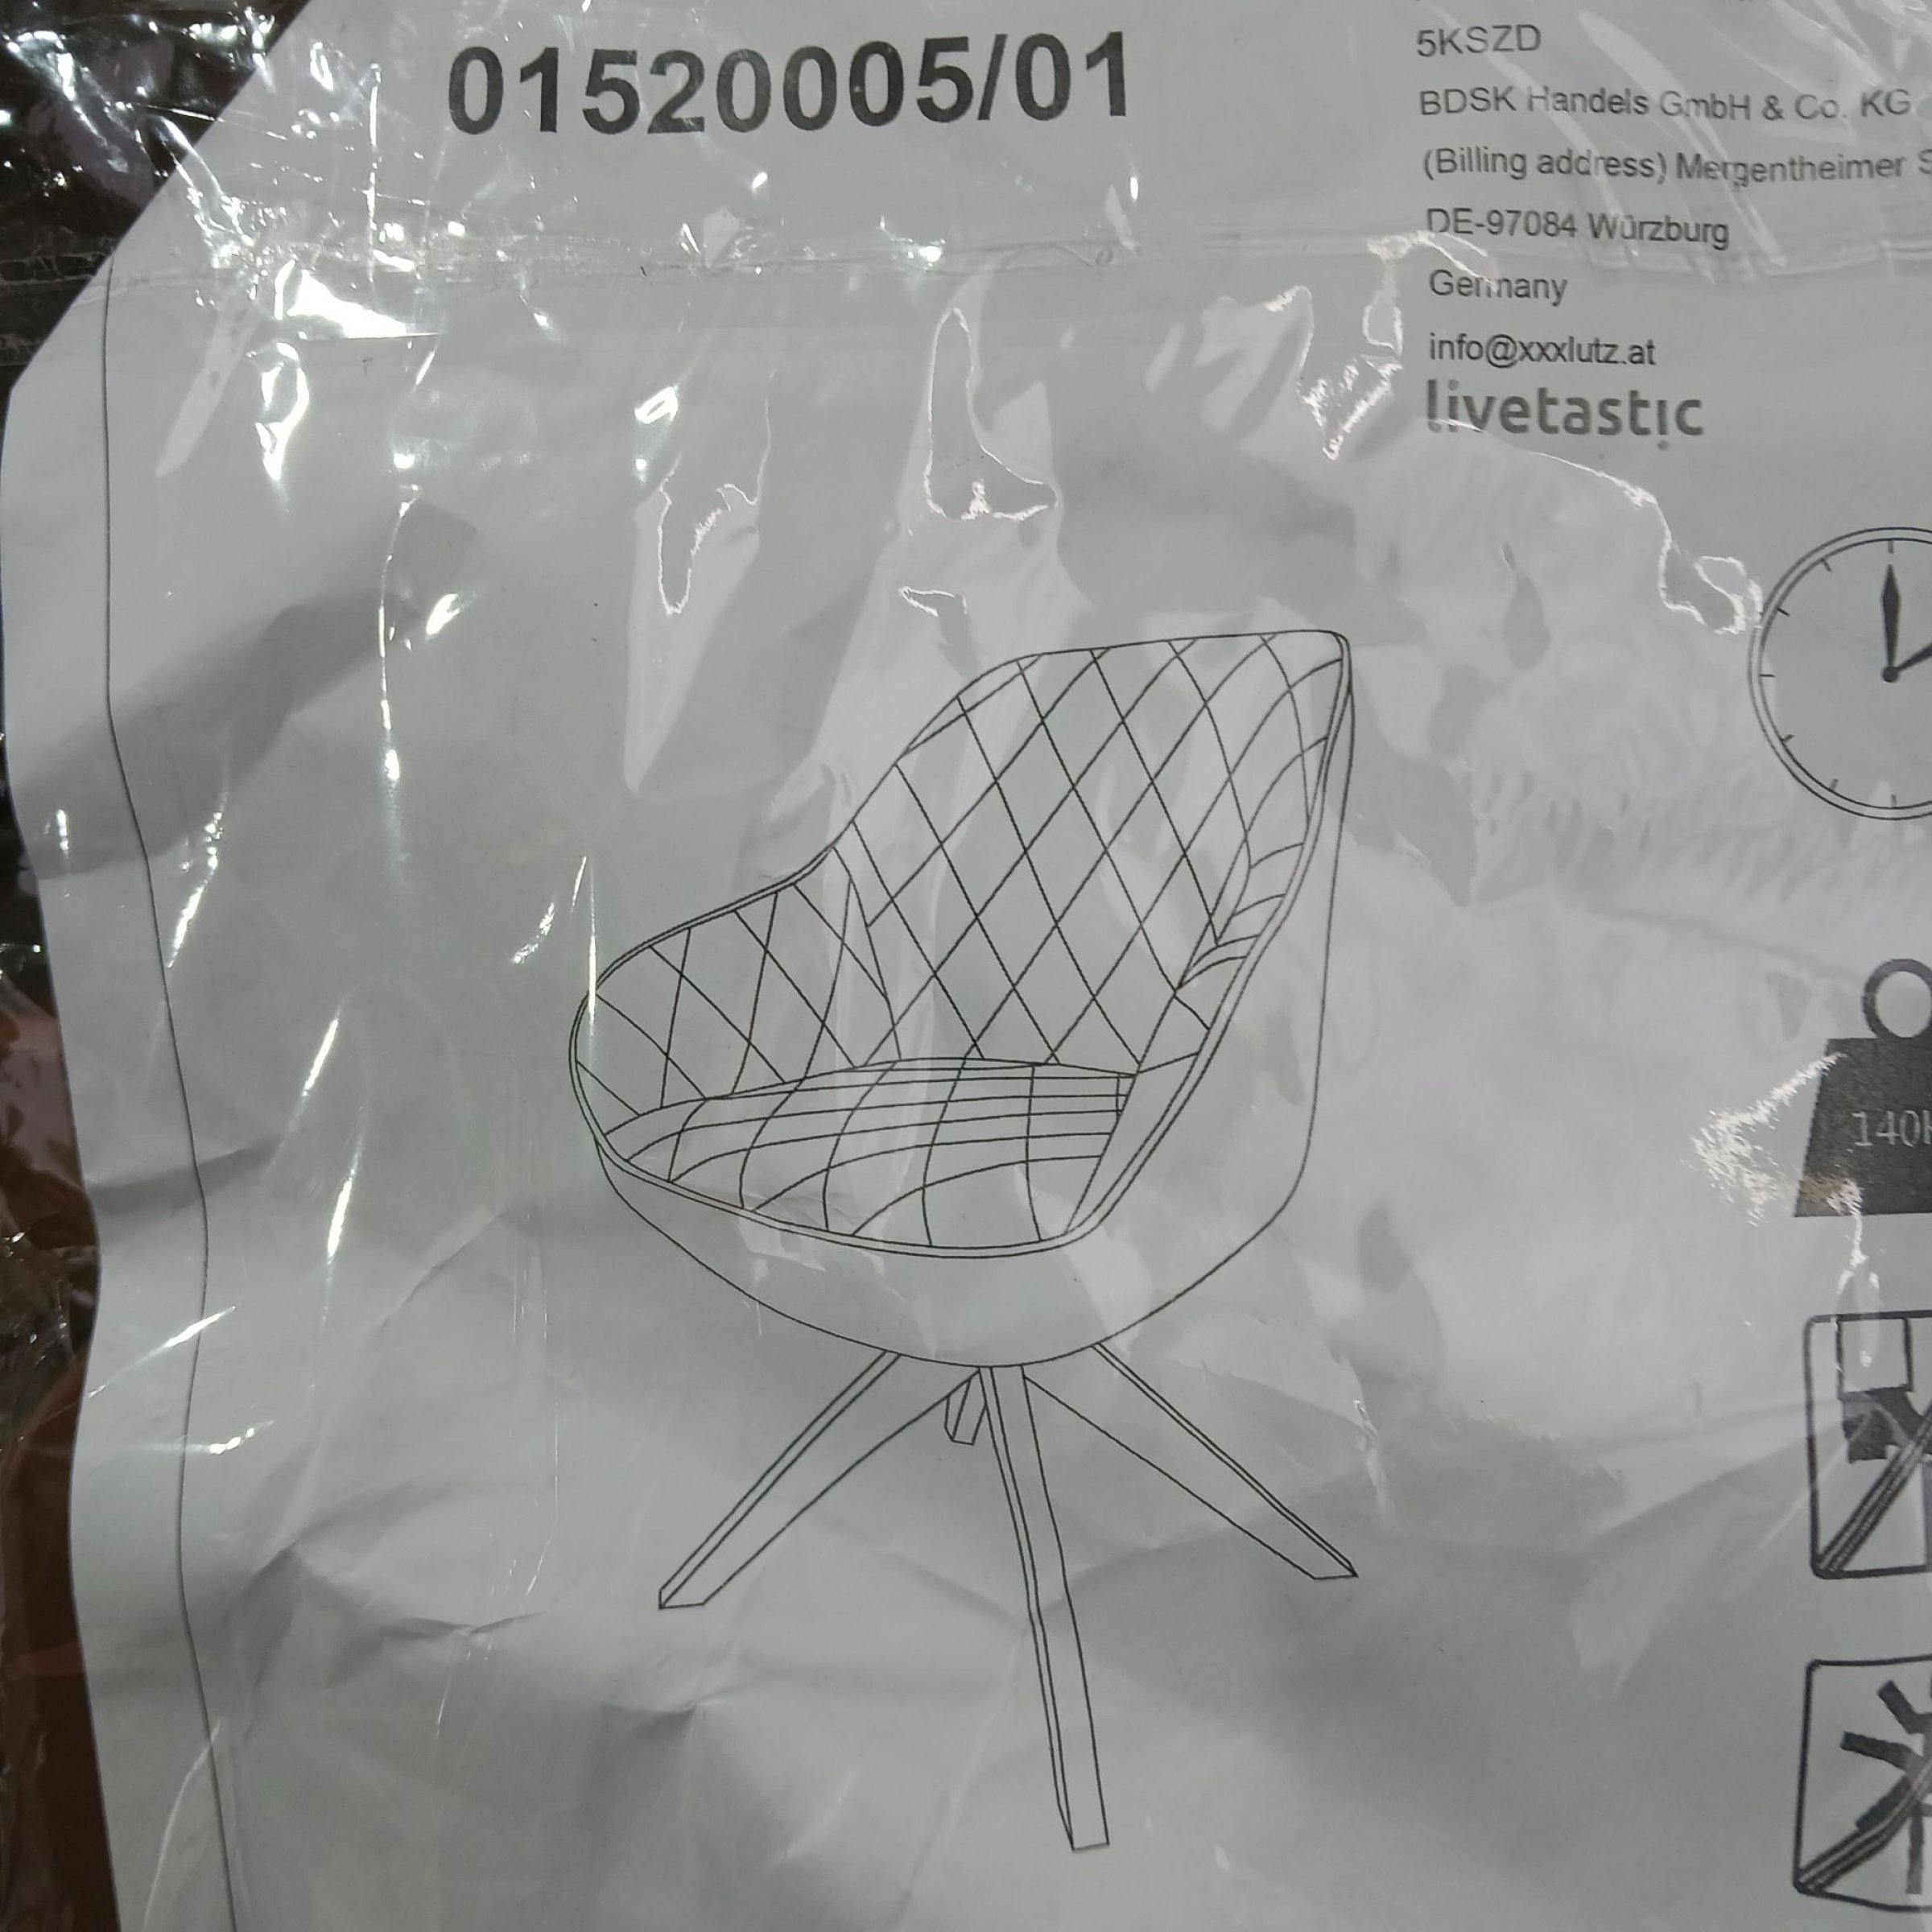 01520005/01
5KSZD
BDSK Handels GmbH & Co. KG
(Billing address) Mergentheimer
DE-97084 Würzburg
Germany
info@xxxlutz.at
livetastic
140